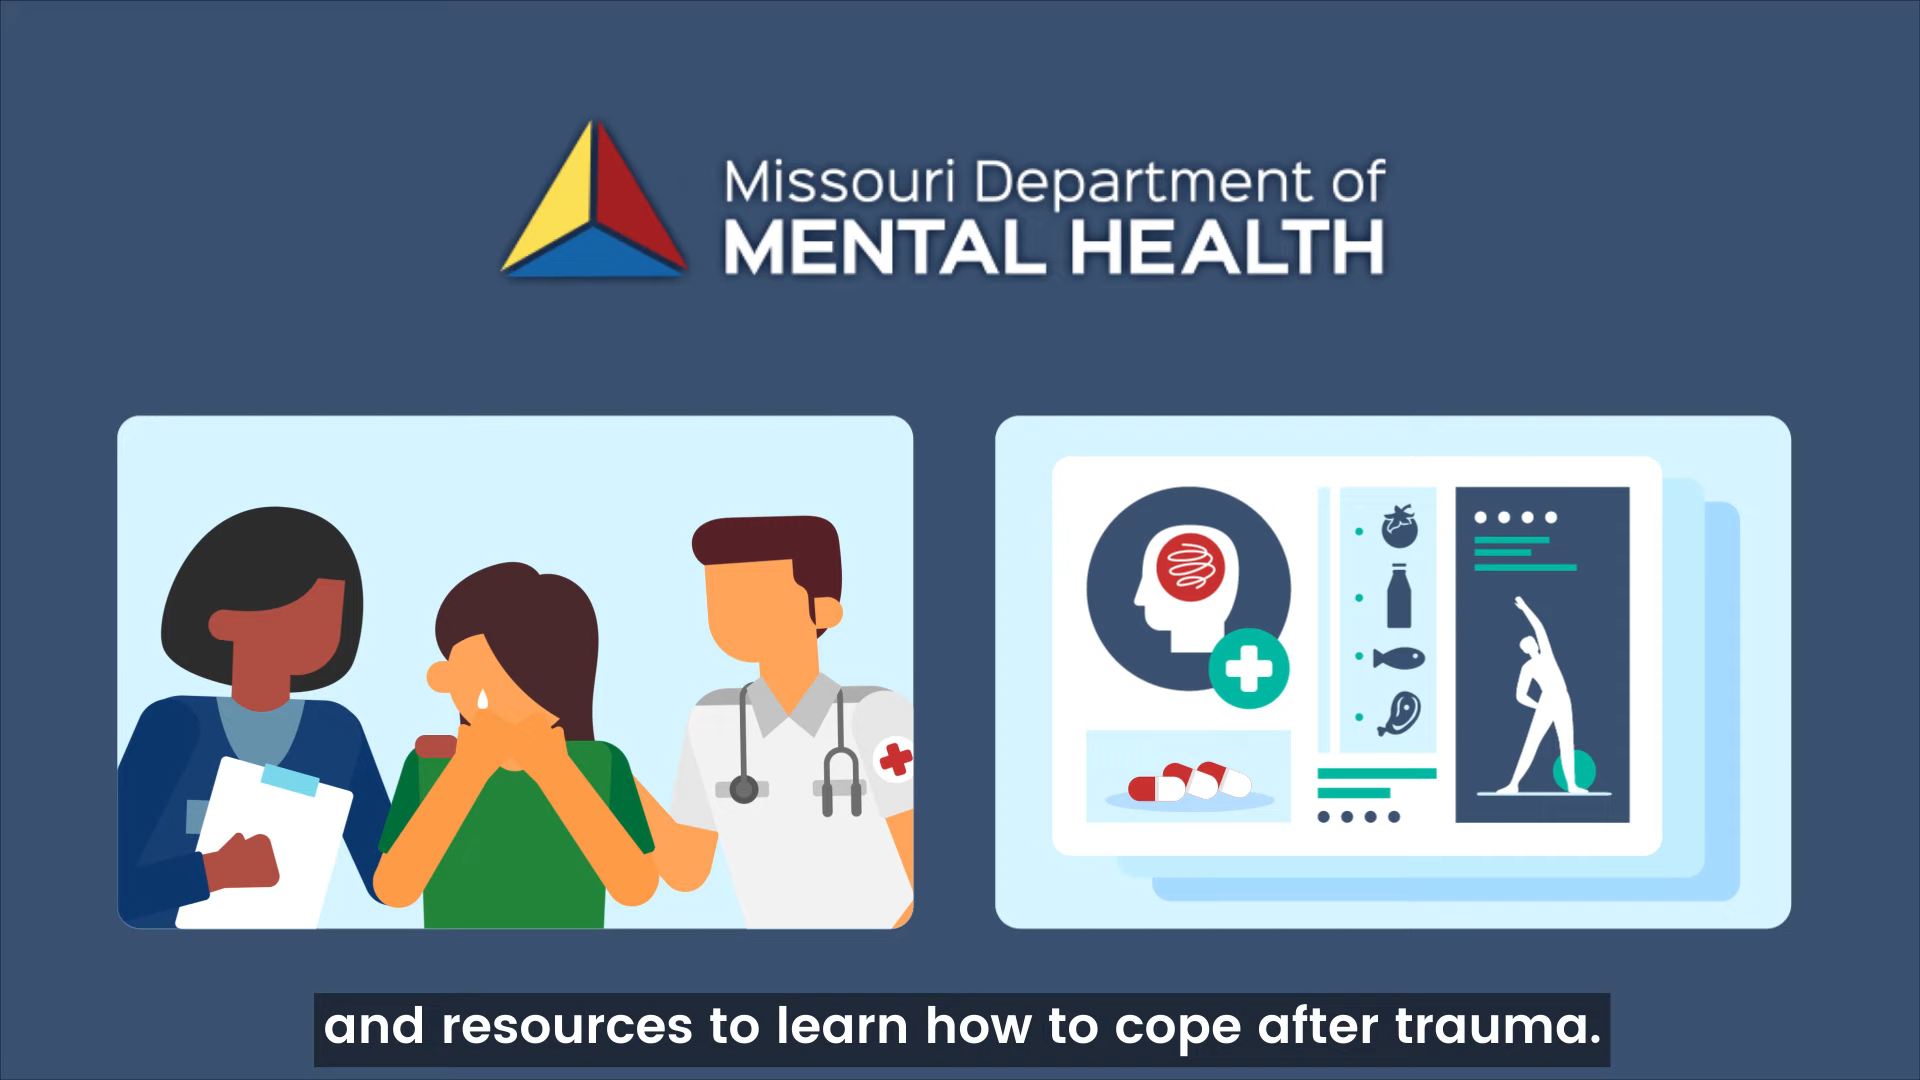 Missouri Department of
MENTAL HEALTH
and resources to learn how to cope after trauma.